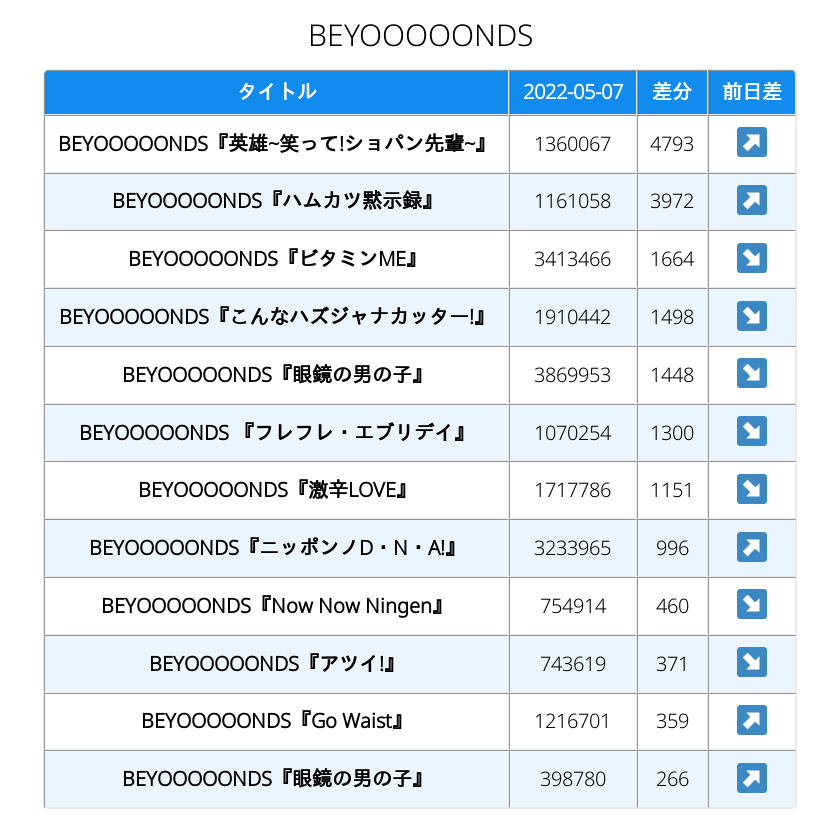 BEYOOOOONDS
タイトル 2022-05-07 差分 前日差
BEYOOOOONDS『英雄~笑って!ショパン先輩~』 1360067 4793 ↗
BEYOOOOONDS『ハムカツ黙示録』 1161058 3972 ↗
BEYOOOOONDS『ビタミンME』 3413466 1664 ↘
BEYOOOOONDS『こんなハズジャナカッター!』 1910442 1498 ↘
BEYOOOOONDS『眼鏡の男の子』 3869953 1448 ↘
BEYOOOOONDS 『フレフレ・エブリデイ』 1070254 1300 ↘
BEYOOOOONDS『激辛LOVE』 1717786 1151 ↘
BEYOOOOONDS『ニッポンノD・N・A!』 3233965 996 ↗
BEYOOOOONDS『Now Now Ningen』 754914 460 ↘
BEYOOOOONDS『アツイ!』 743619 371 ↘
BEYOOOOONDS『Go Waist』 1216701 359 ↗
BEYOOOOONDS『眼鏡の男の子』 398780 266 ↗